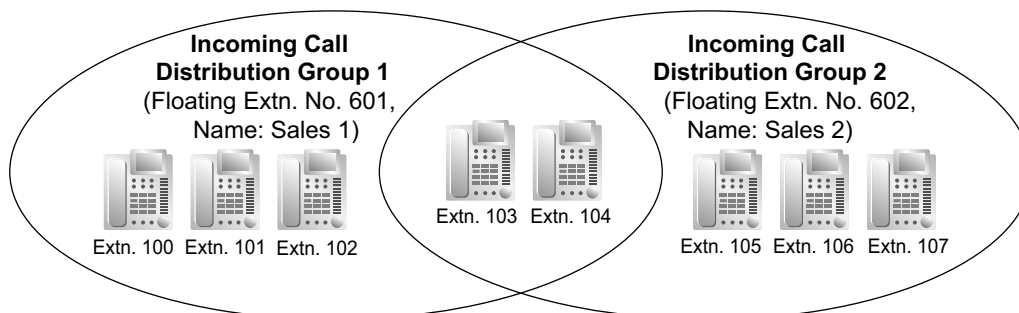 Incoming Call
Distribution Group 1
(Floating Extn. No. 601,
Name: Sales 1)
Extn. 100 Extn. 101 Extn. 102
Extn. 103 Extn. 104
Incoming Call
Distribution Group 2
(Floating Extn. No. 602,
Name: Sales 2)
Extn. 105 Extn. 106 Extn. 107